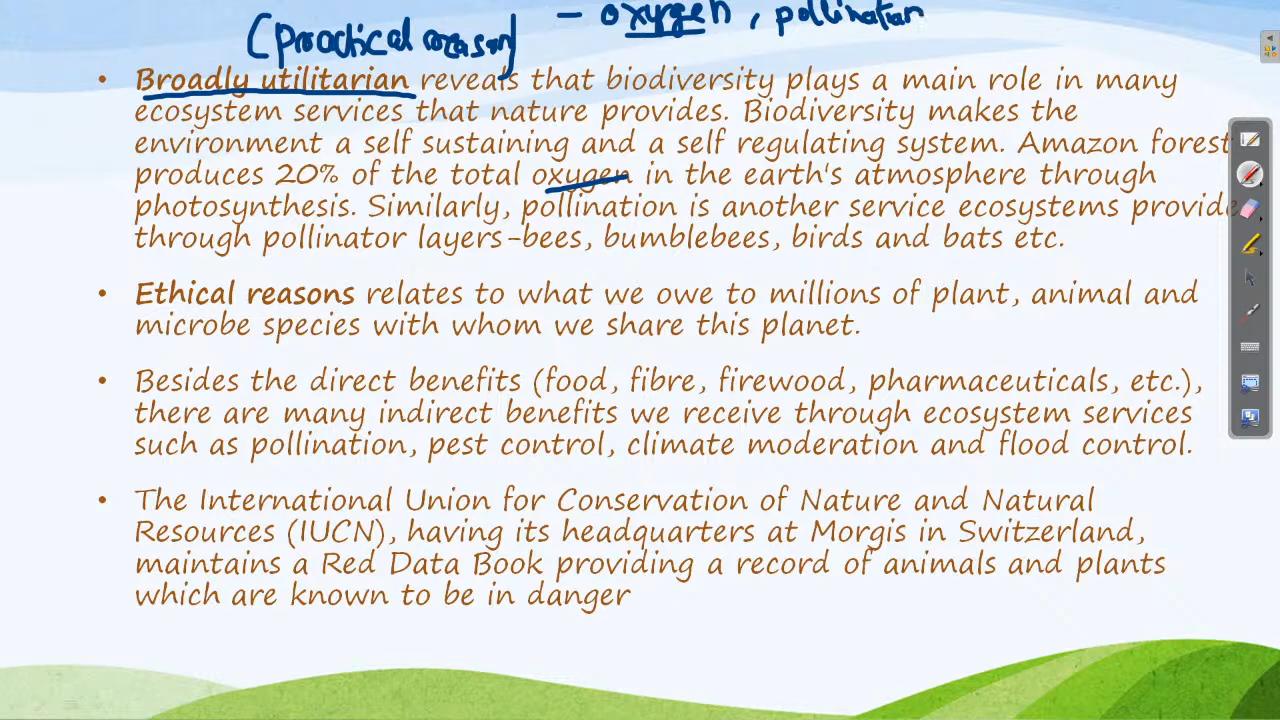 – oxygen, pollination
(practical reason)
• Broadly utilitarian reveals that biodiversity plays a main role in many
ecosystem services that nature provides. Biodiversity makes the
environment a self sustaining and a self regulating system. Amazon forest
produces 20% of the total oxygen in the earth's atmosphere through
photosynthesis. Similarly, pollination is another service ecosystems provide
through pollinator layers-bees, bumblebees, birds and bats etc.
• Ethical reasons relates to what we owe to millions of plant, animal and
microbe species with whom we share this planet.
• Besides the direct benefits (food, fibre, firewood, pharmaceuticals, etc.),
there are many indirect benefits we receive through ecosystem services
such as pollination, pest control, climate moderation and flood control.
• The International Union for Conservation of Nature and Natural
Resources (IUCN), having its headquarters at Morgis in Switzerland,
maintains a Red Data Book providing a record of animals and plants
which are known to be in danger